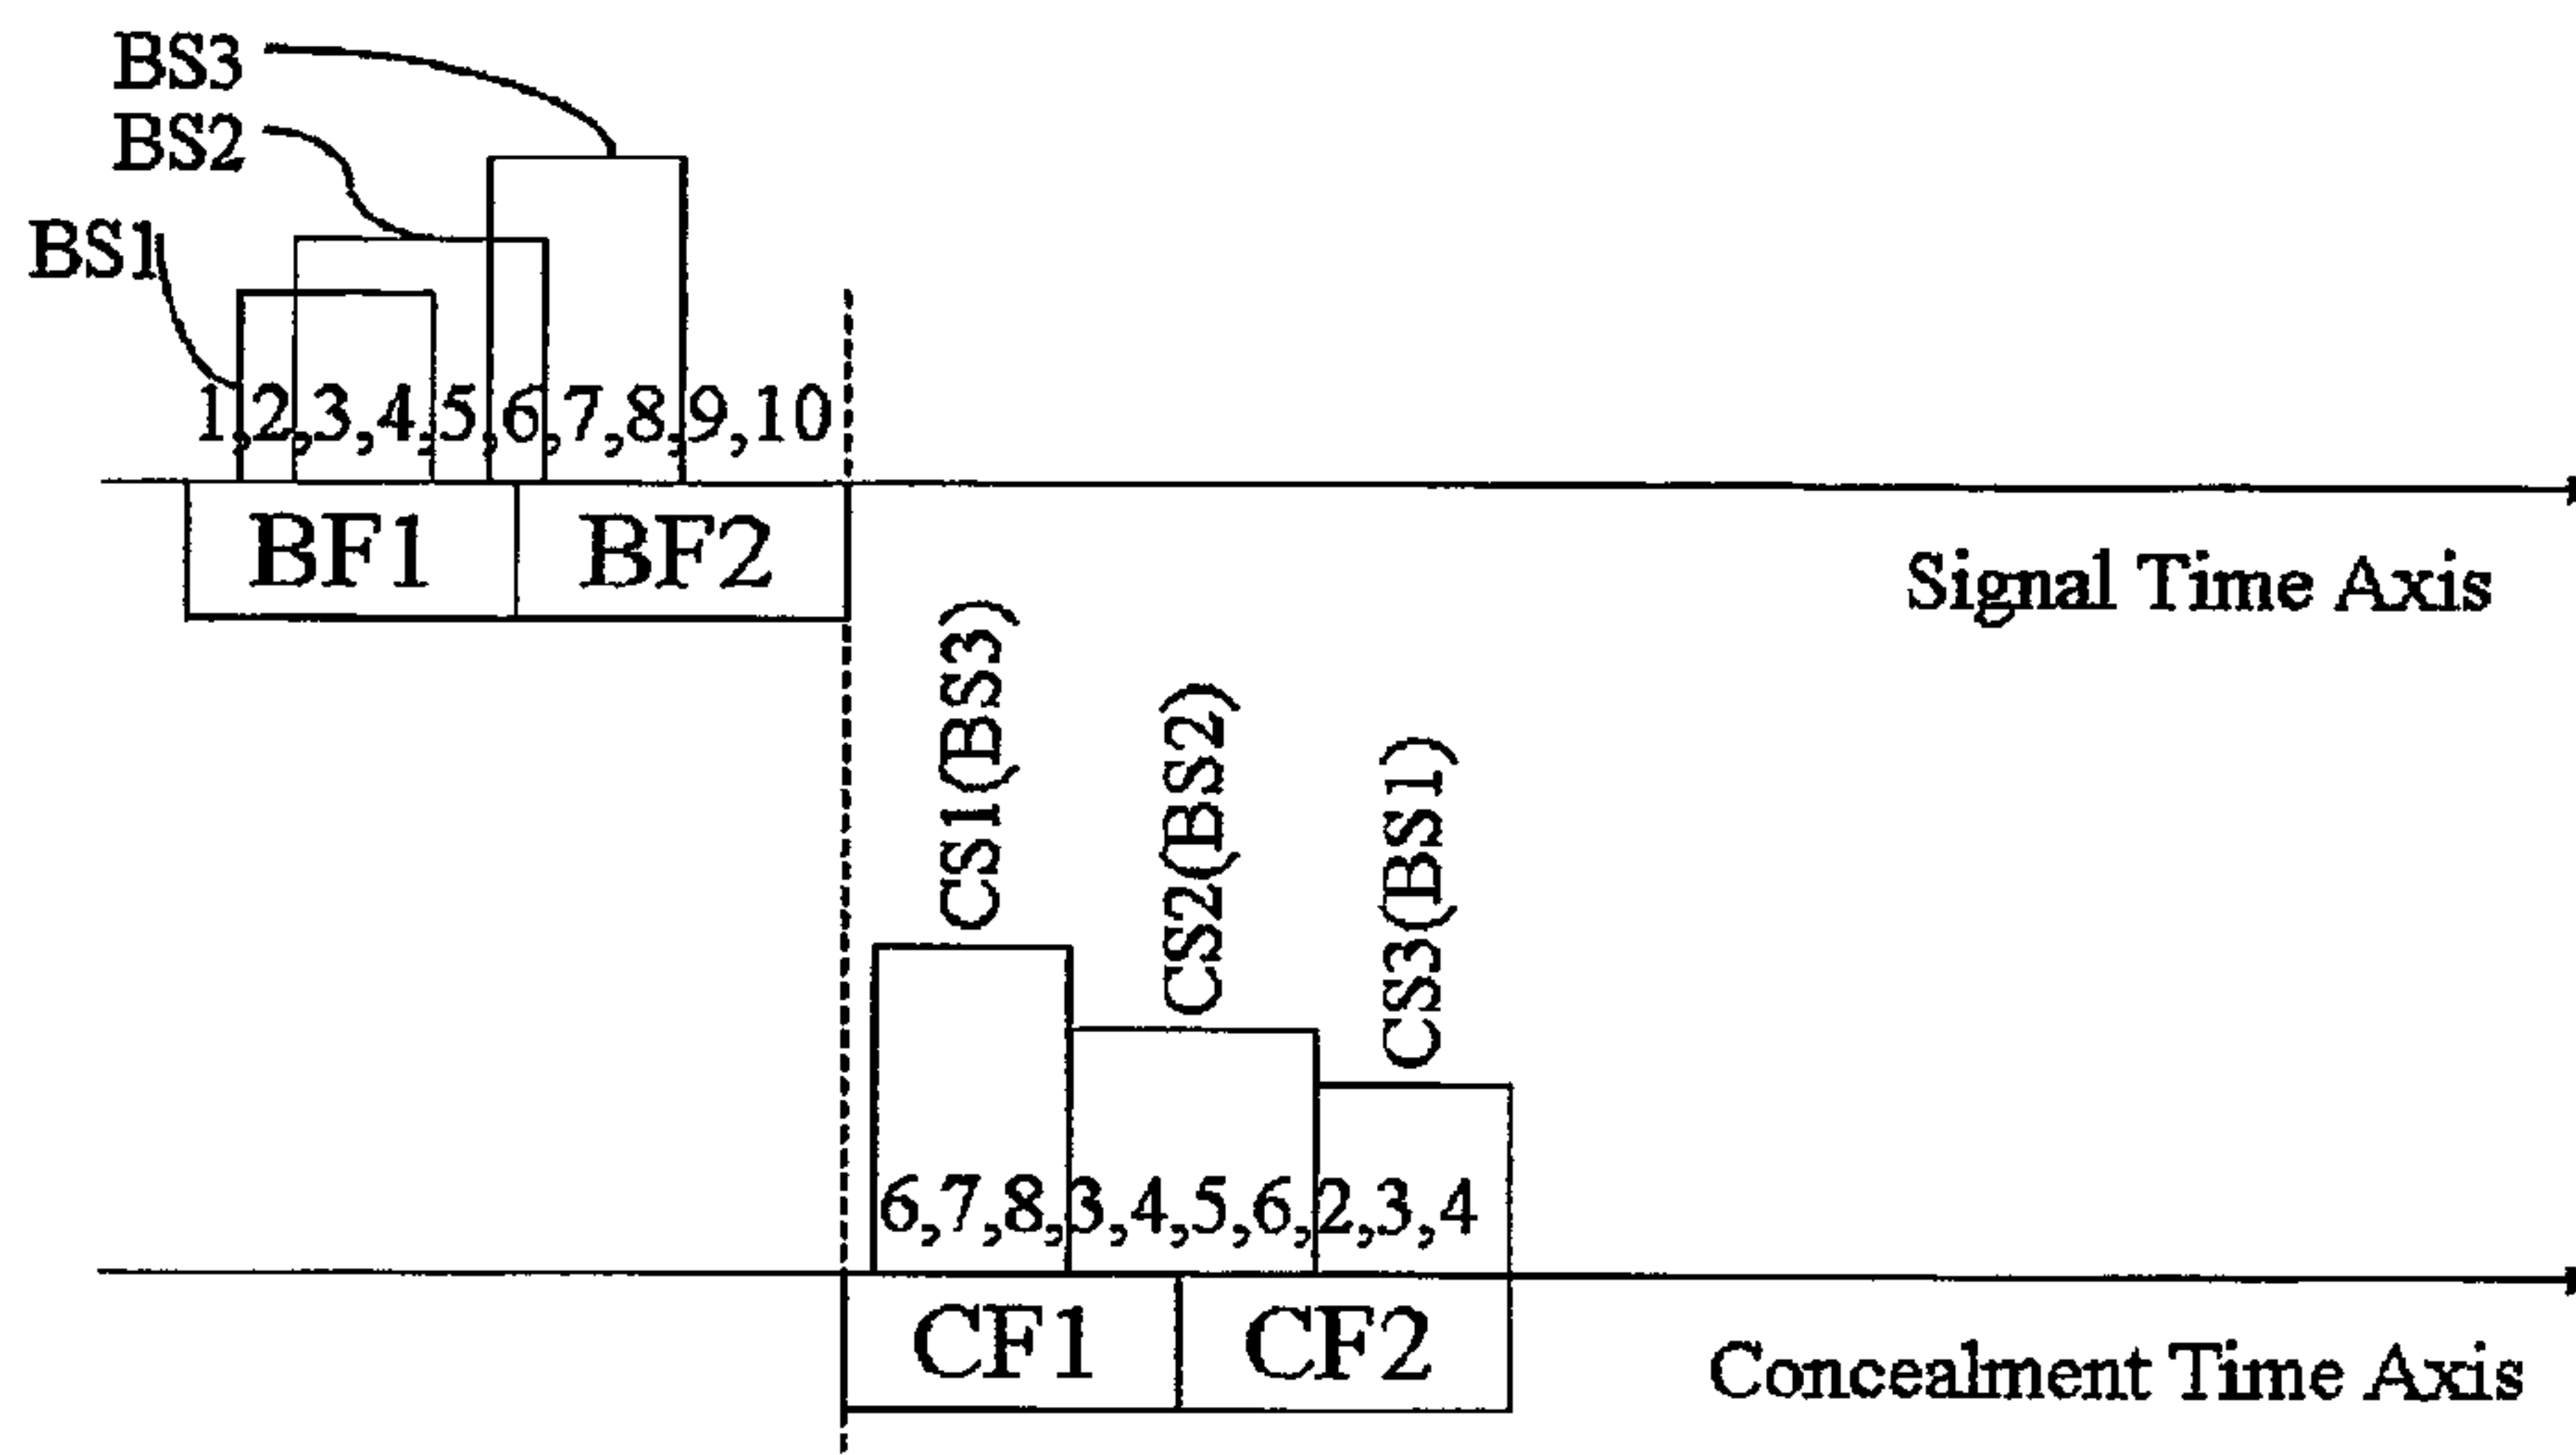 BS3
BS2
BS1
1,2,3,4,5,6,7,8,9,10
BF1 BF2
Signal Time Axis
CS1(BS3)
CS2(BS2)
CS3(BS1)
6,7,8,3,4,5,6,2,3,4
CF1 CF2
Concealment Time Axis